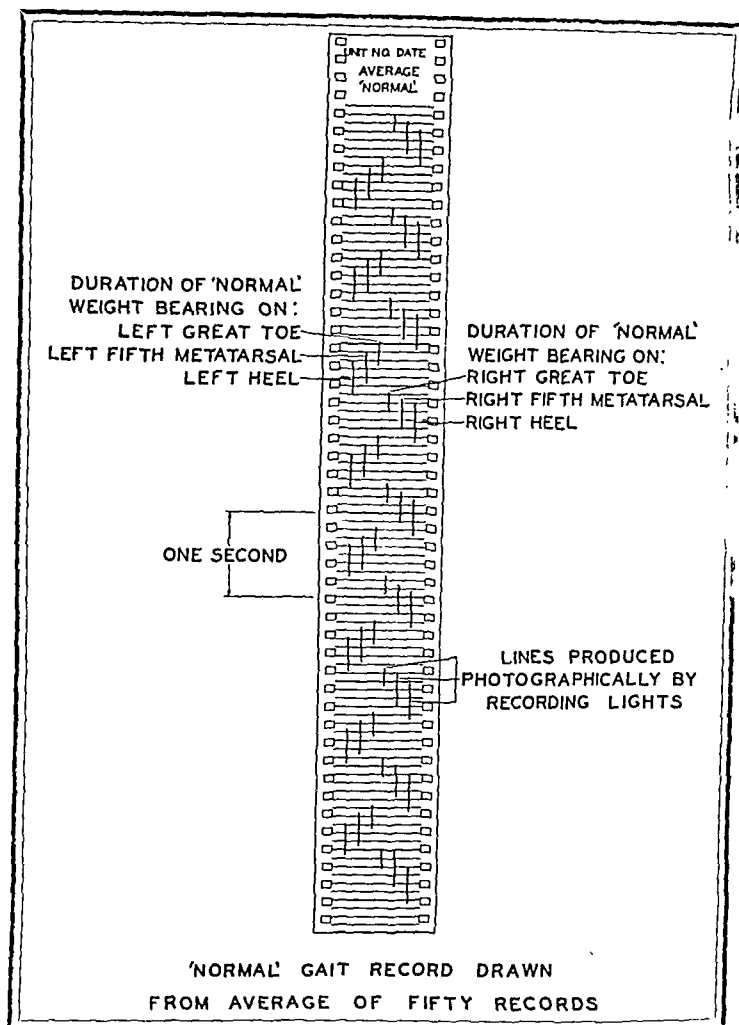 UNIT NO. DATE
AVERAGE
'NORMAL'
DURATION OF 'NORMAL'
WEIGHT BEARING ON:
LEFT GREAT TOE
LEFT FIFTH METATARSAL
LEFT HEEL
DURATION OF 'NORMAL'
WEIGHT BEARING ON:
RIGHT GREAT TOE
RIGHT FIFTH METATARSAL
RIGHT HEEL
ONE SECOND
LINES PRODUCED
PHOTOGRAPHICALLY BY
RECORDING LIGHTS
'NORMAL' GAIT RECORD DRAWN
FROM AVERAGE OF FIFTY RECORDS